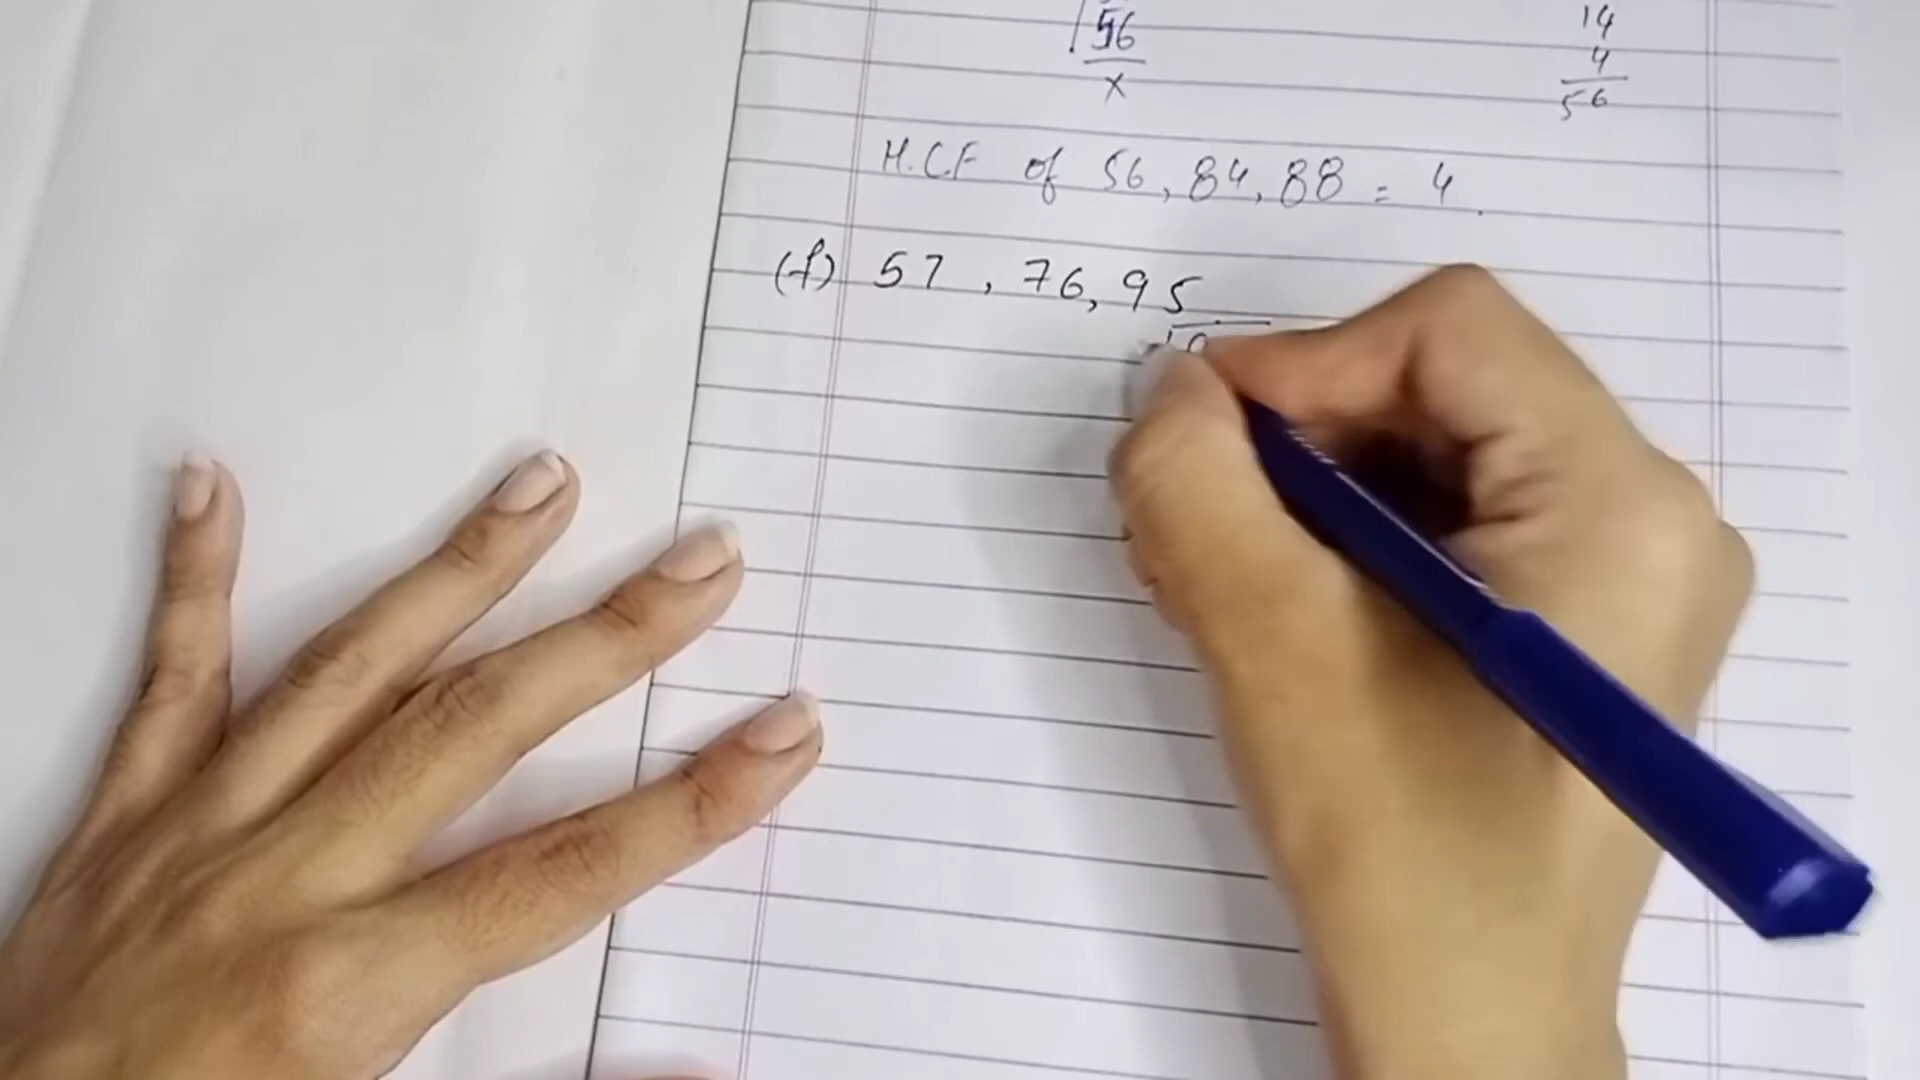 56 14
4
x 56
H.C.F of 56, 84, 88 = 4.
(f) 57, 76, 95